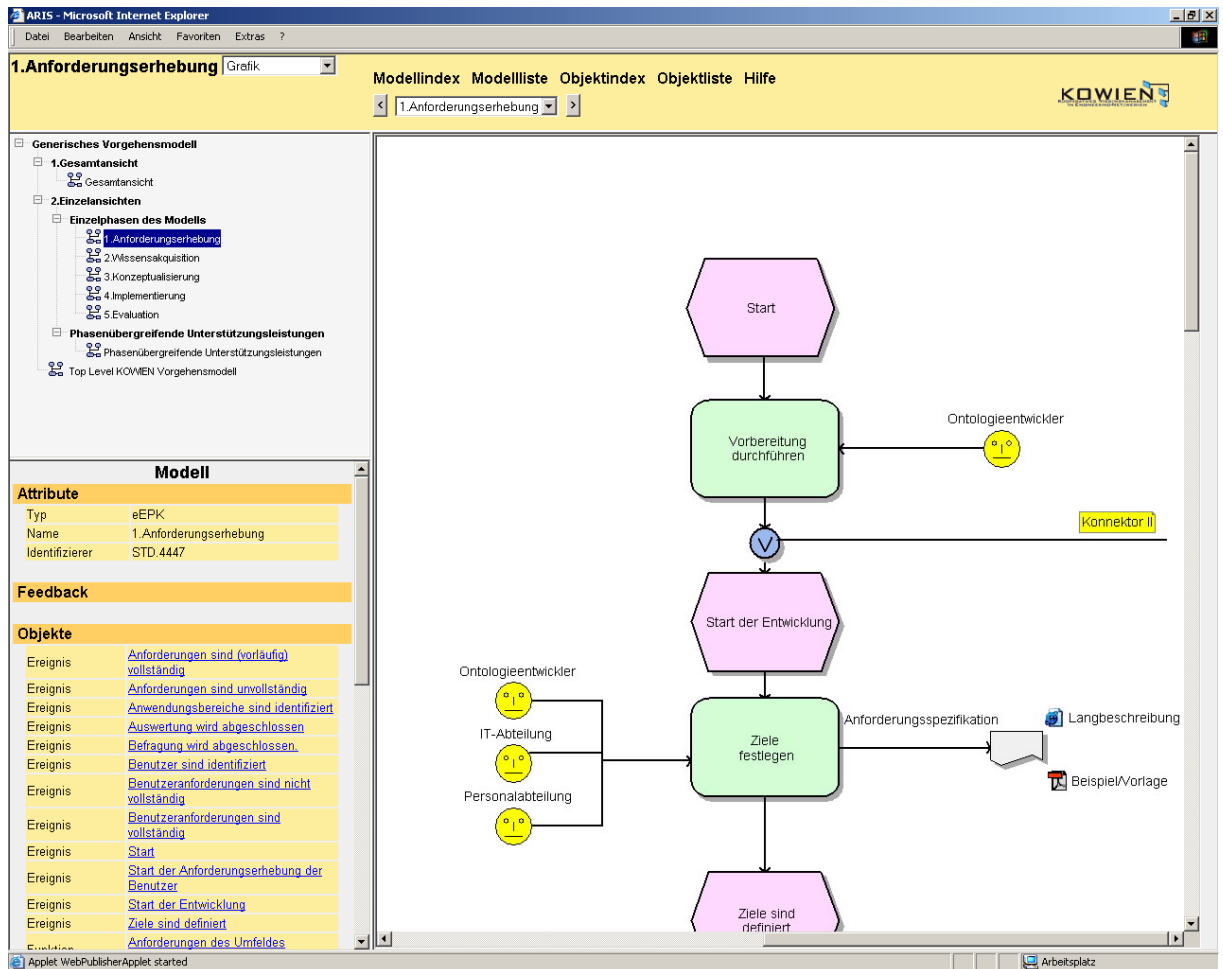 ARIS - Microsoft Internet Explorer
Datei Bearbeiten Ansicht Favoriten Extras ?
1.Anforderungserhebung Grafik
Modellindex Modellliste Objektindex Objektliste Hilfe
< 1.Anforderungserhebung >
KOWIEN
Generisches Vorgehensmodell
1.Gesamtansicht
Gesamtansicht
2.Einzelansichten
Einzelphasen des Modells
1.Anforderungserhebung
2.Wissensakquisition
3.Konzeptualisierung
4.Implementierung
5.Evaluation
Phasenübergreifende Unterstützungsleistungen
Phasenübergreifende Unterstützungsleistungen
Top Level KOWIEN Vorgehensmodell
Modell
Attribute
Typ eEPK
Name 1.Anforderungserhebung
Identifizierer STD.4447
Feedback
Objekte
Ereignis Anforderungen sind (vorläufig)
vollständig
Ereignis Anforderungen sind unvollständig
Ereignis Anwendungsbereiche sind identifiziert
Ereignis Auswertung wird abgeschlossen
Ereignis Befragung wird abgeschlossen.
Ereignis Benutzer sind identifiziert
Ereignis Benutzeranforderungen sind nicht
vollständig
Ereignis Benutzeranforderungen sind
vollständig
Ereignis Start
Ereignis Start der Anforderungserhebung der
Benutzer
Ereignis Start der Entwicklung
Ereignis Ziele sind definiert
Funktion Anforderungen des Umfeldes
Start
Vorbereitung
durchführen
Ontologieentwickler
V
Konnektor II
Start der Entwicklung
Ontologieentwickler
IT-Abteilung
Personalabteilung
Ziele
festlegen
Anforderungsspezifikation
Langbeschreibung
Beispiel/Vorlage
Ziele sind
definiert
Applet WebPublisherApplet started
Arbeitsplatz